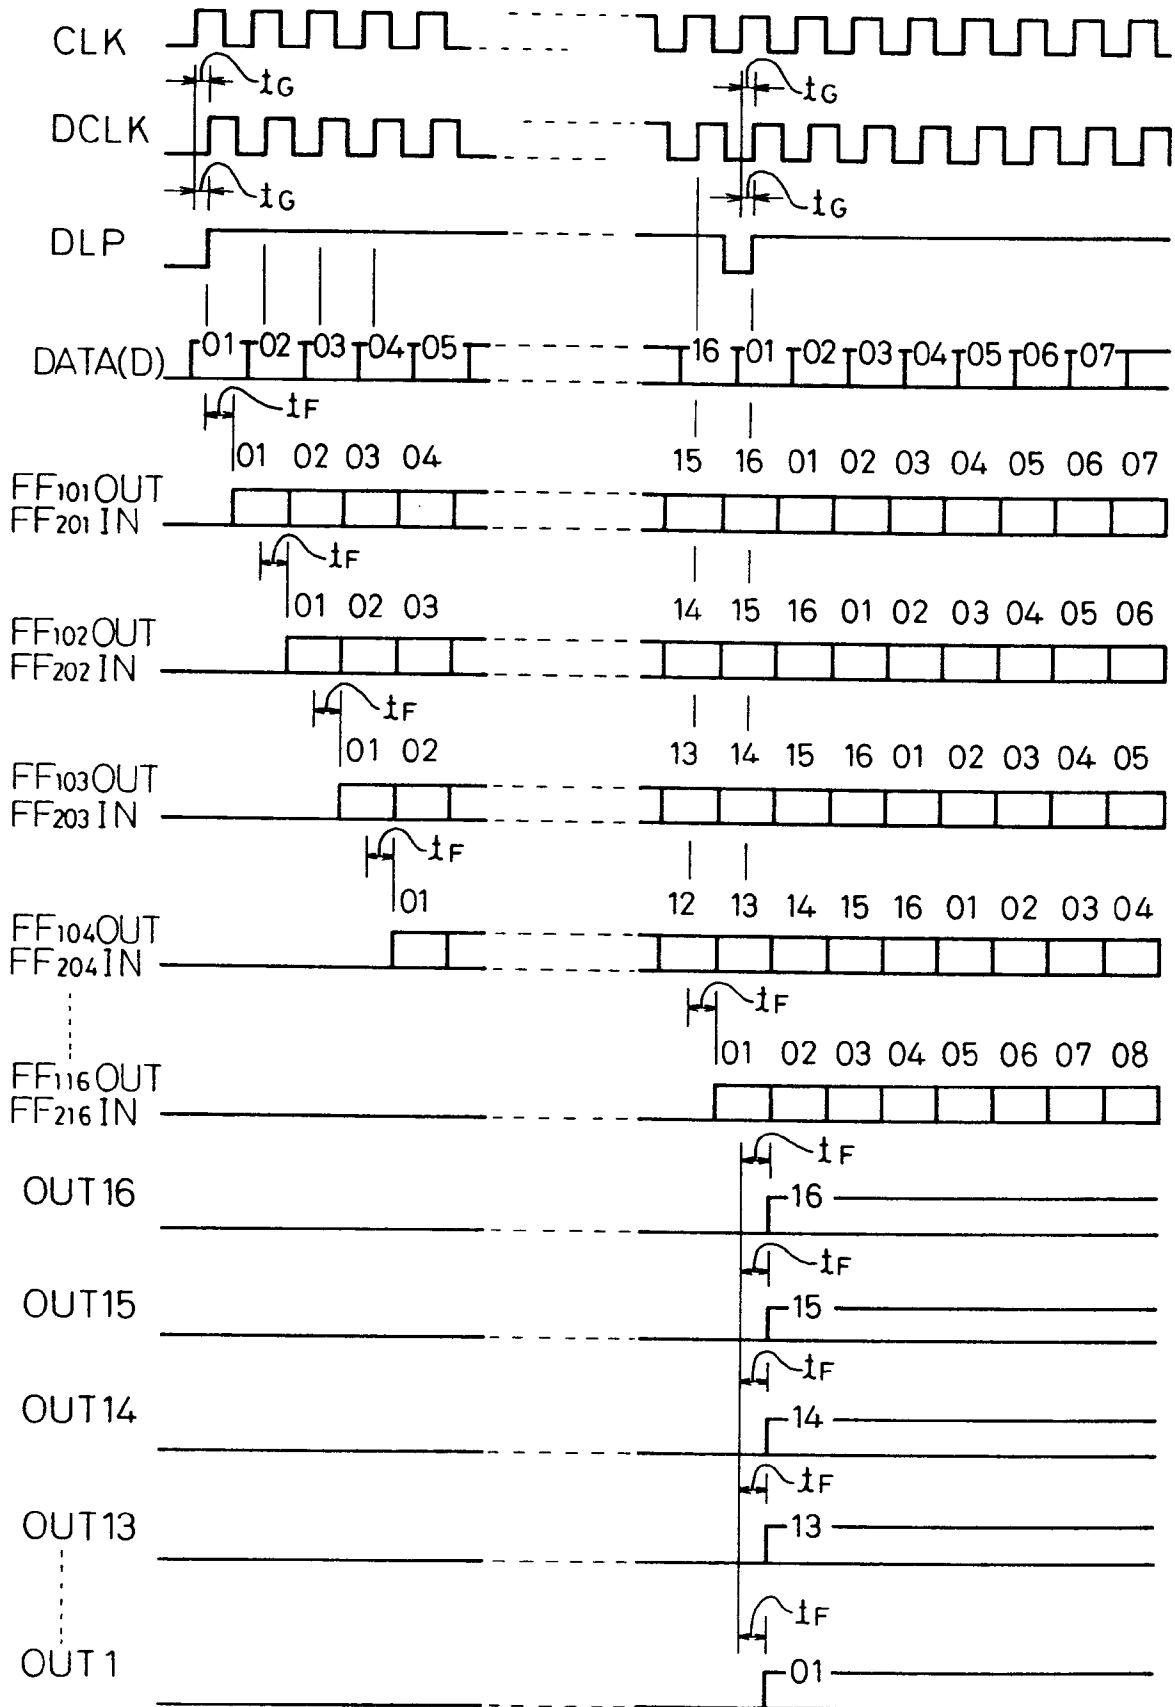 CLK
tG tG
DCLK
tG tG
DLP
DATA(D) 01 02 03 04 05 16 01 02 03 04 05 06 07
tF
01 02 03 04 15 16 01 02 03 04 05 06 07
FF101OUT
FF201IN
tF
01 02 03 14 15 16 01 02 03 04 05 06
FF102OUT
FF202IN
tF
01 02 13 14 15 16 01 02 03 04 05
FF103OUT
FF203IN
tF
01 12 13 14 15 16 01 02 03 04
FF104OUT
FF204IN
tF
01 02 03 04 05 06 07 08
FF116OUT
FF216IN
tF
OUT16 16
tF
OUT15 15
tF
OUT14 14
tF
OUT13 13
tF
OUT1 01